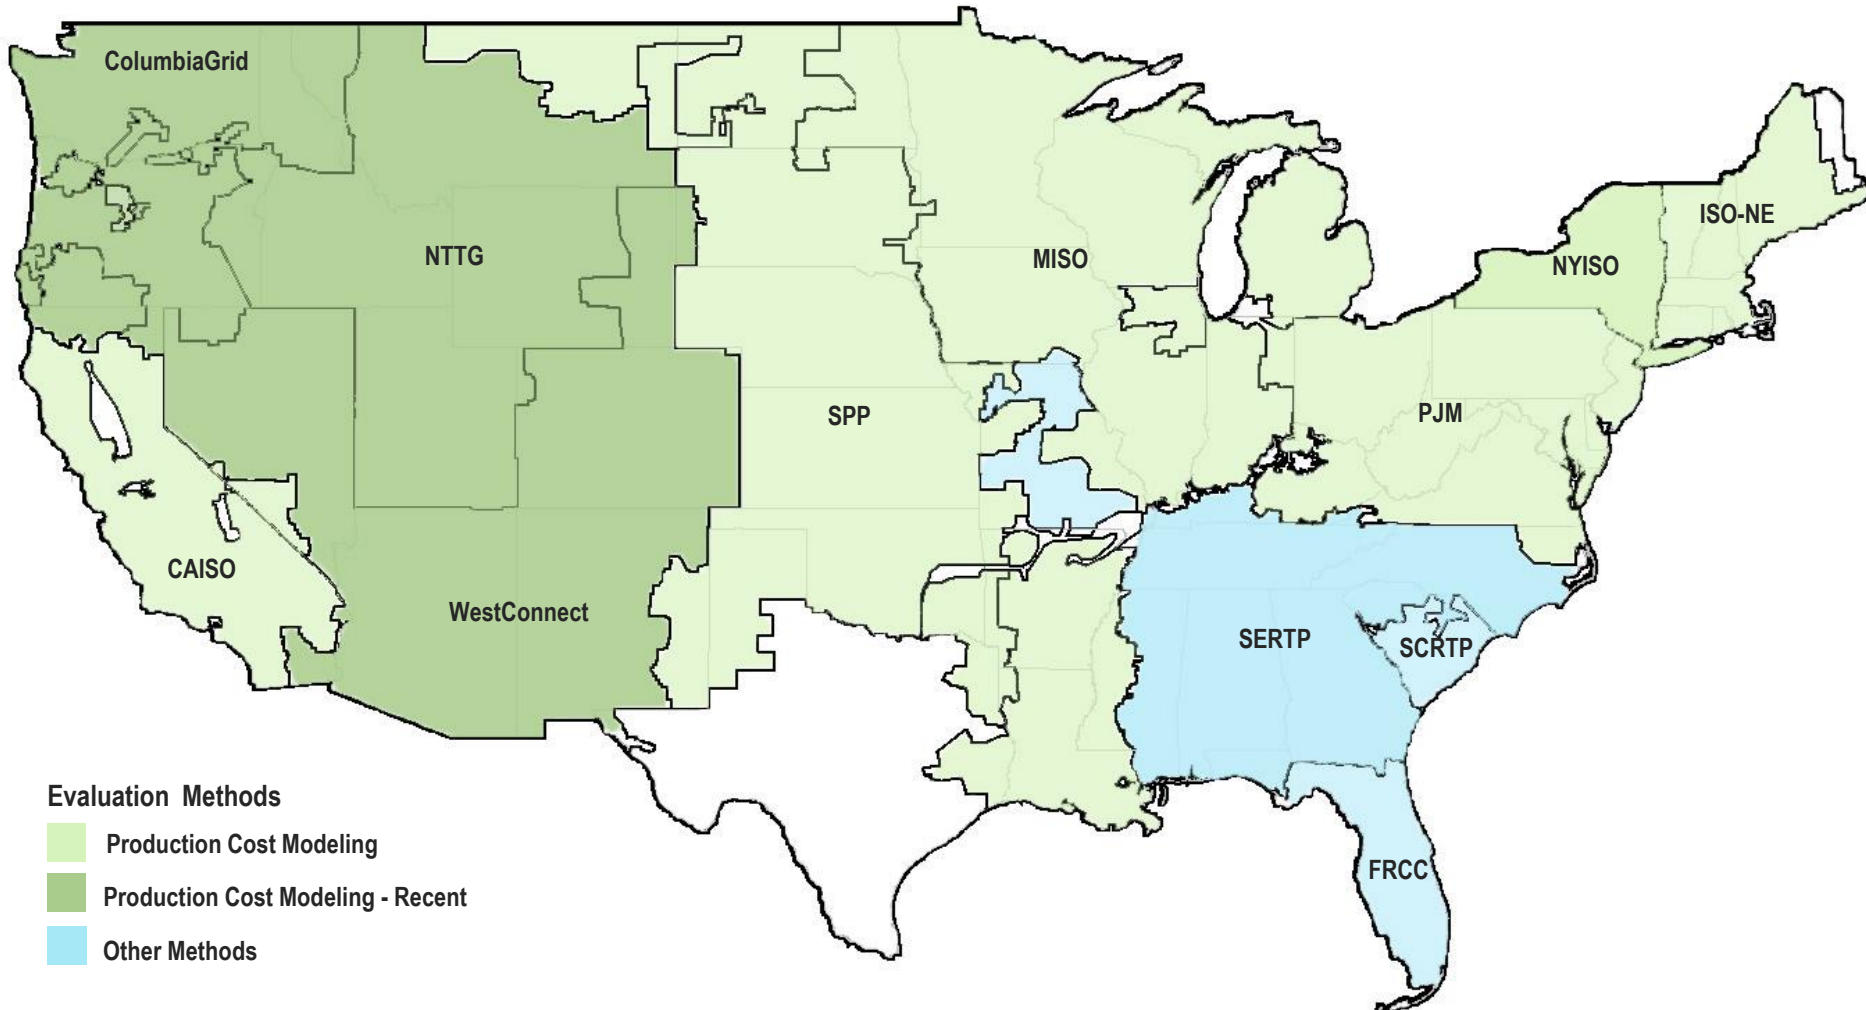 ColumbiaGrid
NTTG
MISO
ISO-NE
NYISO
SPP
PJM
CAISO
WestConnect
SERTP
SCRTP
FRCC
Evaluation Methods
Production Cost Modeling
Production Cost Modeling - Recent
Other Methods